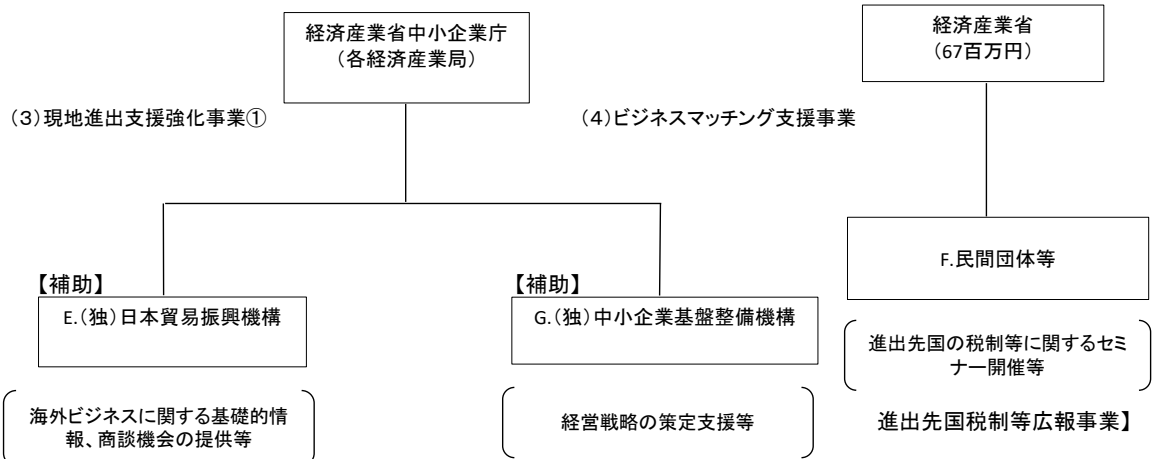 経済産業省中小企業庁
（各経済産業局）
経済産業省
（67百万円）
（３）現地進出支援強化事業①
（４）ビジネスマッチング支援事業
【補助】
E.（独）日本貿易振興機構
海外ビジネスに関する基礎的情
報、商談機会の提供等
【補助】
G.（独）中小企業基盤整備機構
経営戦略の策定支援等
F.民間団体等
進出先国の税制等に関するセミ
ナー開催等
進出先国税制等広報事業】